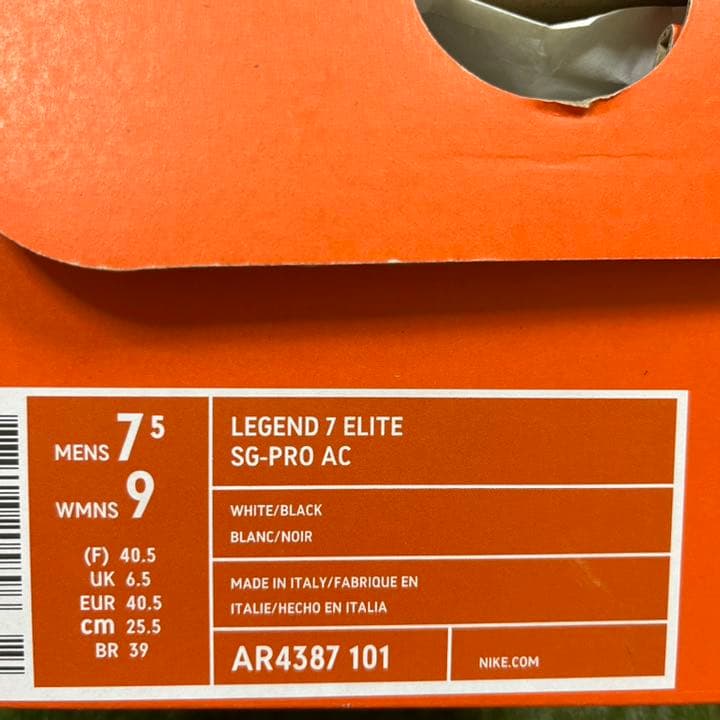 MENS 7 5
WMNS 9
(F) 40.5
UK 6.5
EUR 40.5
cm 25.5
BR 39
LEGEND 7 ELITE
SG-PRO AC
WHITE/BLACK
BLANC/NOIR
MADE IN ITALY/FABRIQUE EN
ITALIE/HECHO EN ITALIA
AR4387 101
NIKE.COM